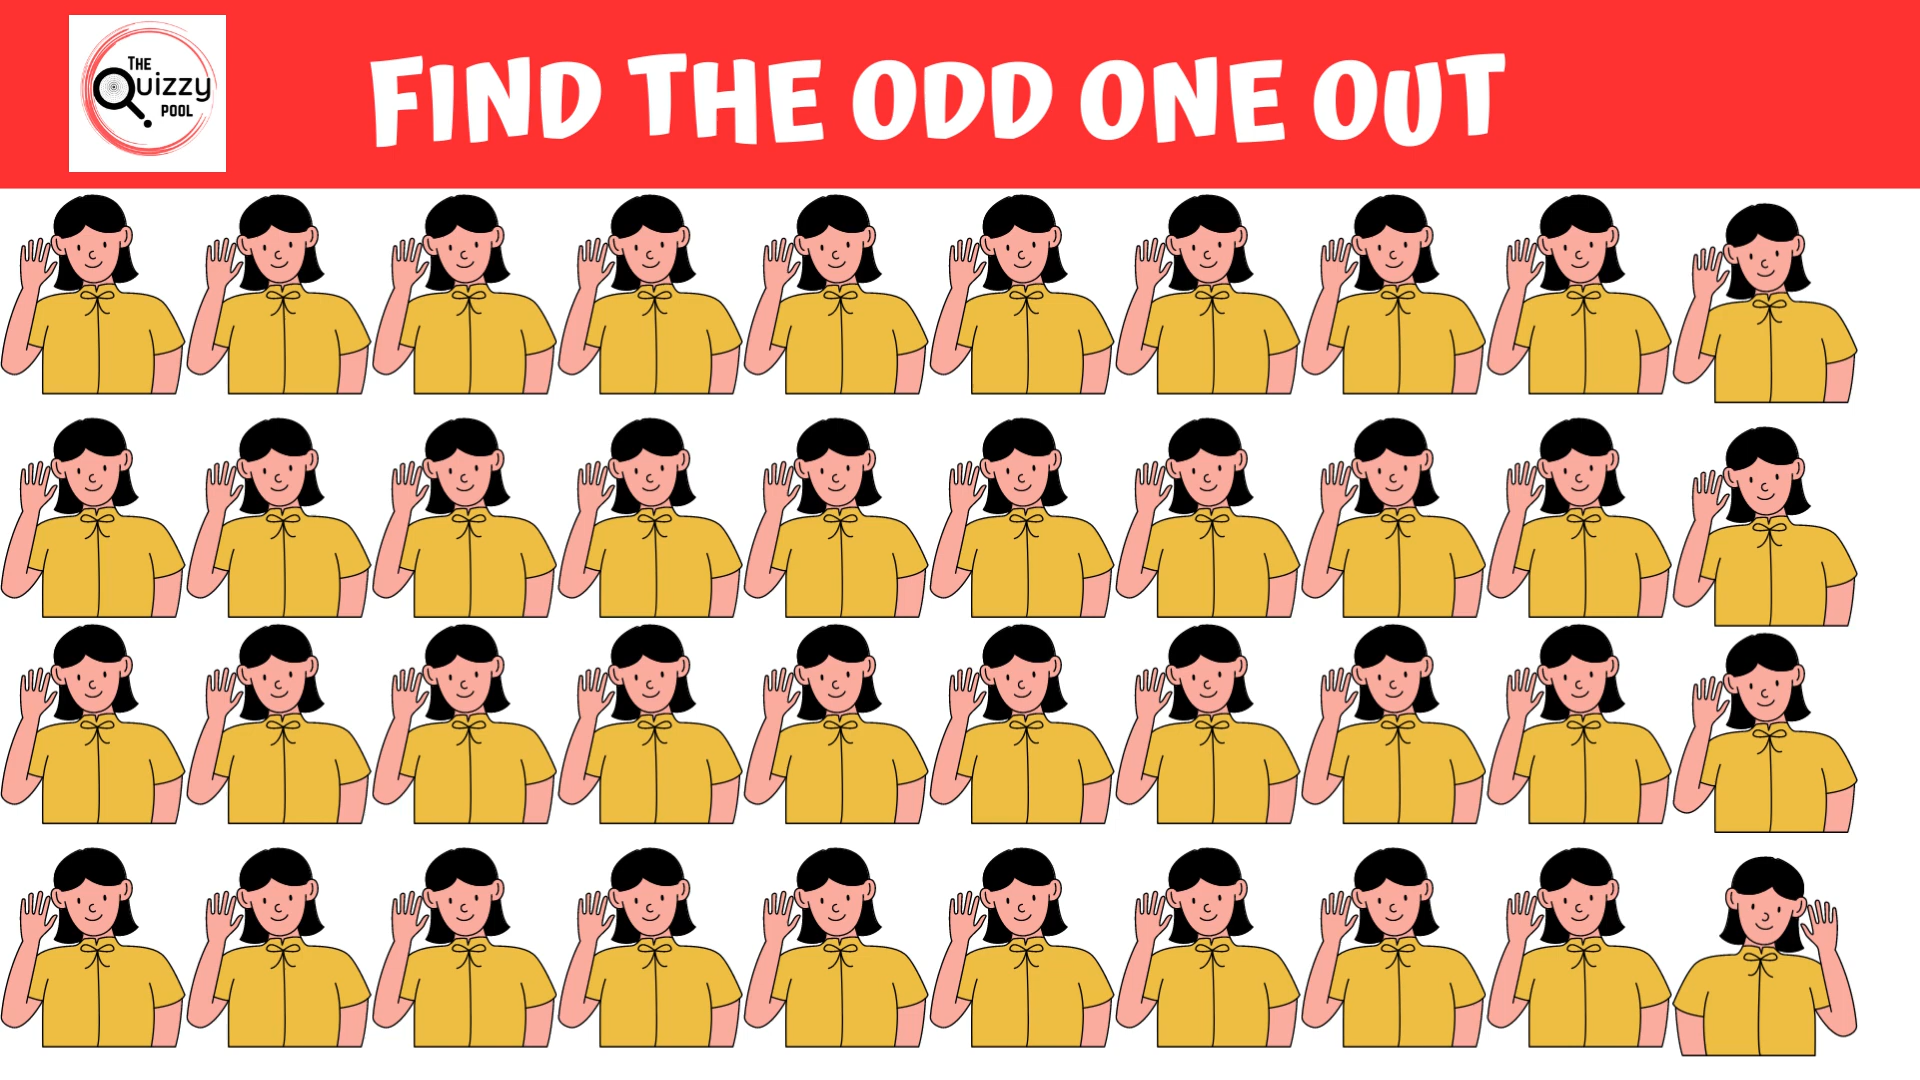 THE
Quizzy
POOL
FIND THE ODD ONE OUT